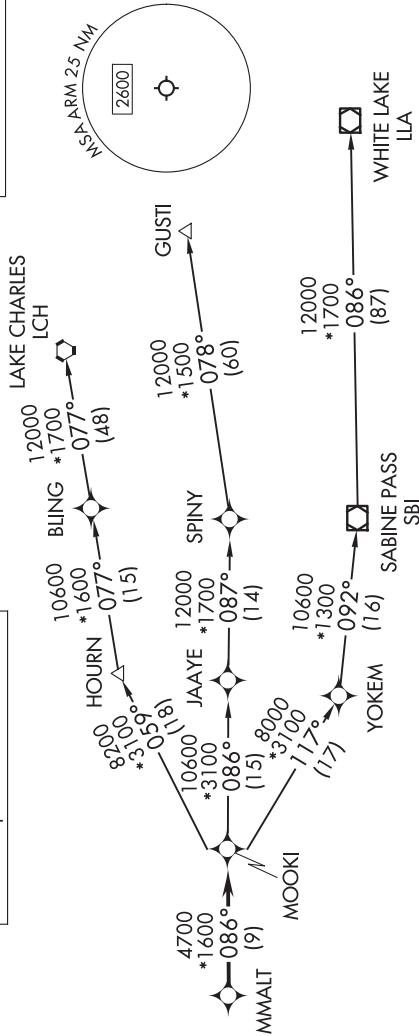 MSA ARM 25 NM
2600
LAKE CHARLES
LCH
12000
*1700
077°
(48)
BLING
10600
*1600
077°
(15)
HOURN
8200
*3100
059°
(18)
GUSTI
12000
*1500
078°
(60)
SPINY
12000
*1700
087°
(14)
JAAYE
10600
*3100
086°
(15)
WHITE LAKE
LLA
12000
*1700
086°
(87)
SABINE PASS
SBI
10600
*1300
092°
(16)
YOKEM
8000
*3100
117°
(17)
MOOKI
4700
*1600
086°
(9)
MMALT